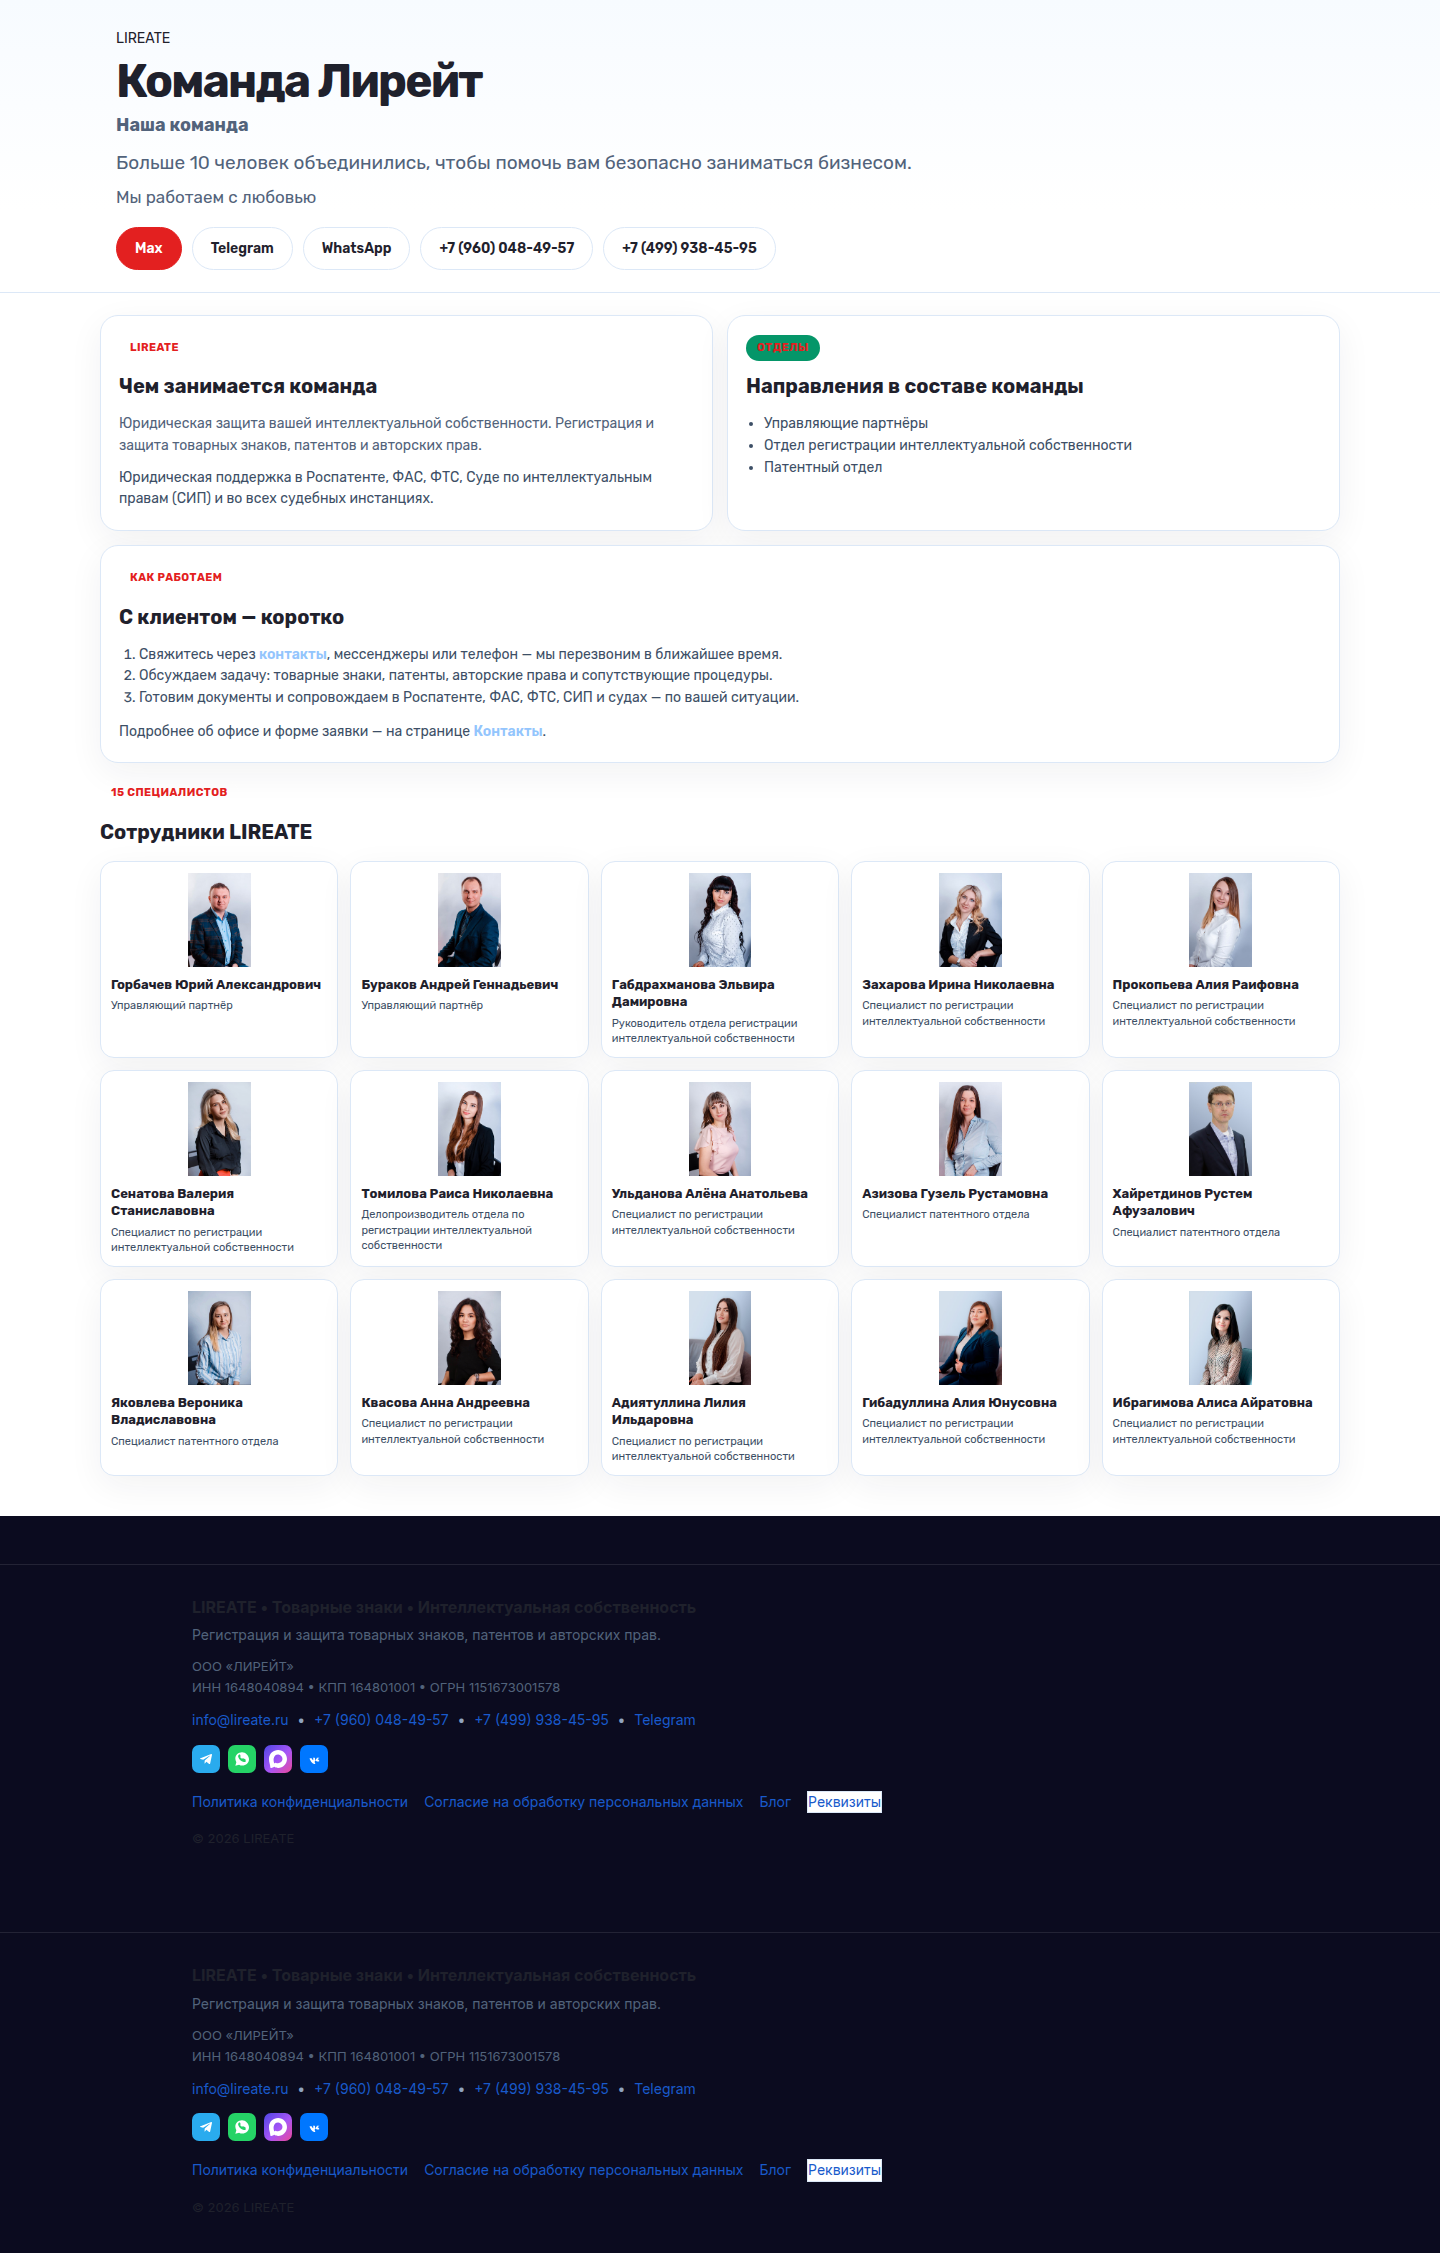 LIREATE
Команда Лирейт
Наша команда
Больше 10 человек объединились, чтобы помочь вам безопасно заниматься бизнесом.
Мы работаем с любовью
Max
Telegram
WhatsApp
+7 (960) 048-49-57
+7 (499) 938-45-95
LIREATE
Чем занимается команда
Юридическая защита вашей интеллектуальной собственности. Регистрация и
защита товарных знаков, патентов и авторских прав.
Юридическая поддержка в Роспатенте, ФАС, ФТС, Суде по интеллектуальным
правам (СИП) и во всех судебных инстанциях.
ОТДЕЛЫ
Направления в составе команды
• Управляющие партнёры
• Отдел регистрации интеллектуальной собственности
• Патентный отдел
КАК РАБОТАЕМ
С клиентом — коротко
1. Свяжитесь через контакты, мессенджеры или телефон — мы перезвоним в ближайшее время.
2. Обсуждаем задачу: товарные знаки, патенты, авторские права и сопутствующие процедуры.
3. Готовим документы и сопровождаем в Роспатенте, ФАС, ФТС, СИП и судах — по вашей ситуации.
Подробнее об офисе и форме заявки — на странице Контакты.
15 СПЕЦИАЛИСТОВ
Сотрудники LIREATE
Горбачев Юрий Александрович
Управляющий партнёр
Бураков Андрей Геннадьевич
Управляющий партнёр
Габдрахманова Эльвира
Дамировна
Руководитель отдела регистрации
интеллектуальной собственности
Захарова Ирина Николаевна
Специалист по регистрации
интеллектуальной собственности
Прокопьева Алия Раифовна
Специалист по регистрации
интеллектуальной собственности
Сенатова Валерия
Станиславовна
Специалист по регистрации
интеллектуальной собственности
Томилова Раиса Николаевна
Делопроизводитель отдела по
регистрации интеллектуальной
собственности
Ульданова Алёна Анатольевна
Специалист по регистрации
интеллектуальной собственности
Азизова Гузель Рустамовна
Специалист патентного отдела
Хайретдинов Рустем
Афузалович
Специалист патентного отдела
Яковлева Вероника
Владиславовна
Специалист патентного отдела
Квасова Анна Андреевна
Специалист по регистрации
интеллектуальной собственности
Адиятуллина Лилия
Ильдаровна
Специалист по регистрации
интеллектуальной собственности
Гибадуллина Алия Юнусовна
Специалист по регистрации
интеллектуальной собственности
Ибрагимова Алиса Айратовна
Специалист по регистрации
интеллектуальной собственности
LIREATE • Товарные знаки • Интеллектуальная собственность
Регистрация и защита товарных знаков, патентов и авторских прав.
ООО «ЛИРЕЙТ»
ИНН 1648040894 • КПП 164801001 • ОГРН 1151673001578
info@lireate.ru • +7 (960) 048-49-57 • +7 (499) 938-45-95 • Telegram
Политика конфиденциальности Согласие на обработку персональных данных Блог Реквизиты
© 2026 LIREATE
LIREATE • Товарные знаки • Интеллектуальная собственность
Регистрация и защита товарных знаков, патентов и авторских прав.
ООО «ЛИРЕЙТ»
ИНН 1648040894 • КПП 164801001 • ОГРН 1151673001578
info@lireate.ru • +7 (960) 048-49-57 • +7 (499) 938-45-95 • Telegram
Политика конфиденциальности Согласие на обработку персональных данных Блог Реквизиты
© 2026 LIREATE